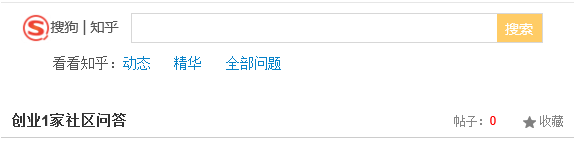 搜狗 | 知乎 搜索
看看知乎：动态 精华 全部问题
创业1家社区问答 帖子：0 收藏